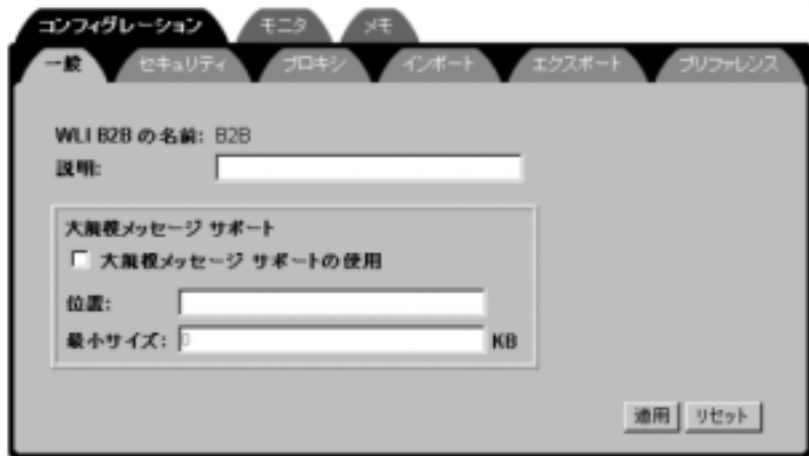 コンフィグレーション モニタ メモ
一般 セキュリティ プロキシ インポート エクスポート プリファレンス
WLI B2B の名前: B2B
説明:
大規模メッセージ サポート
大規模メッセージ サポートの使用
位置:
最小サイズ: 0 KB
適用 リセット